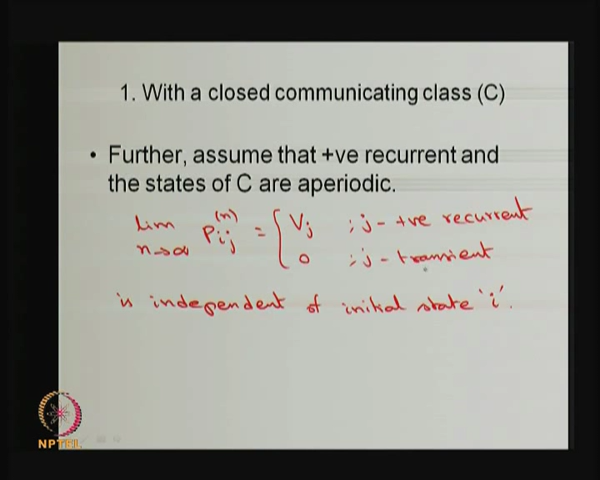 1. With a closed communicating class (C)
• Further, assume that +ve recurrent and
the states of C are aperiodic.
lim n→∞ Pij^(n) = { Vj ; j - +ve recurrent
0 ; j - transient
is independent of initial state 'i'.
NPTEL